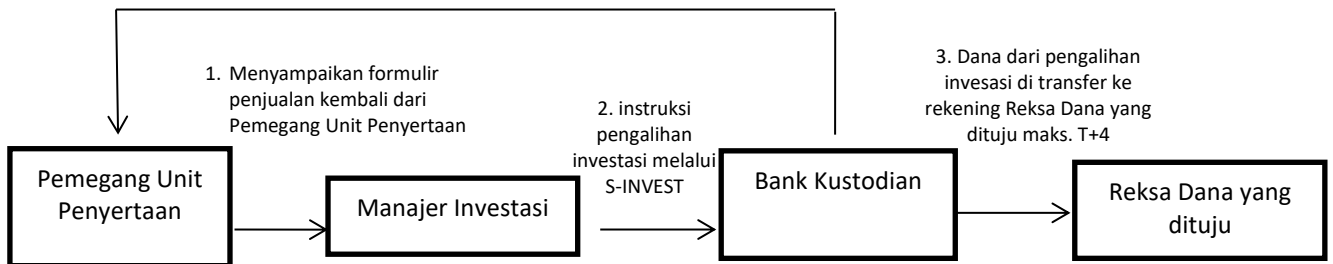 1. Menyampaikan formulir
penjualan kembali dari
Pemegang Unit Penyertaan
2. instruksi
pengalihan
investasi melalui
S-INVEST
3. Dana dari pengalihan
invesasi di transfer ke
rekening Reksa Dana yang
dituju maks. T+4
Pemegang Unit
Penyertaan
Manajer Investasi
Bank Kustodian
Reksa Dana yang
dituju